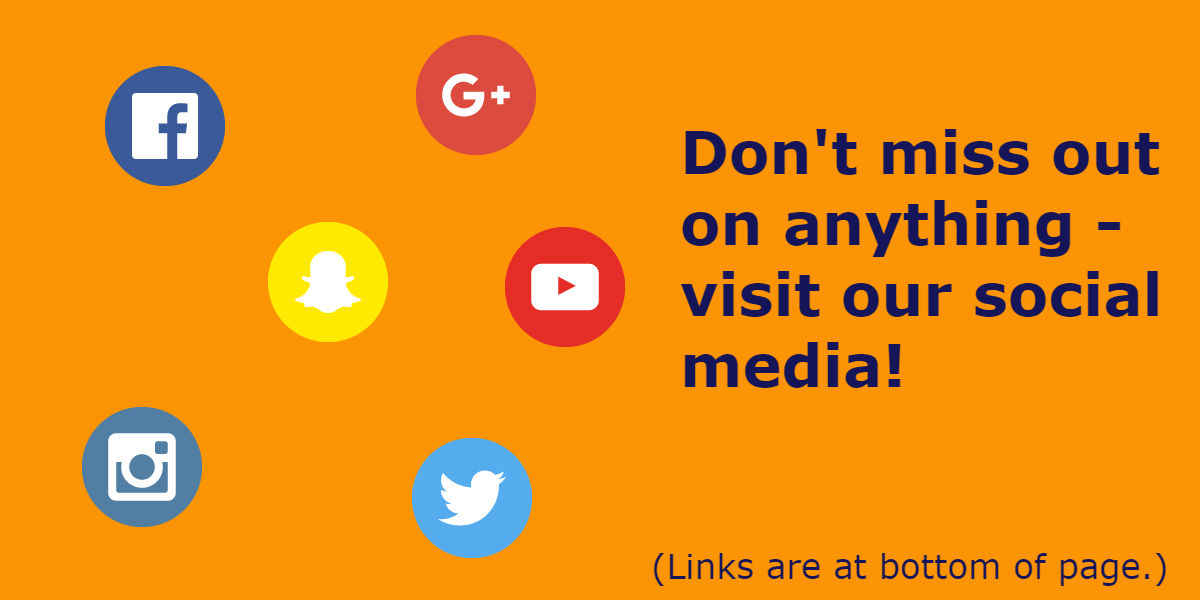 G+
Don't miss out
on anything -
visit our social
media!
(Links are at bottom of page.)